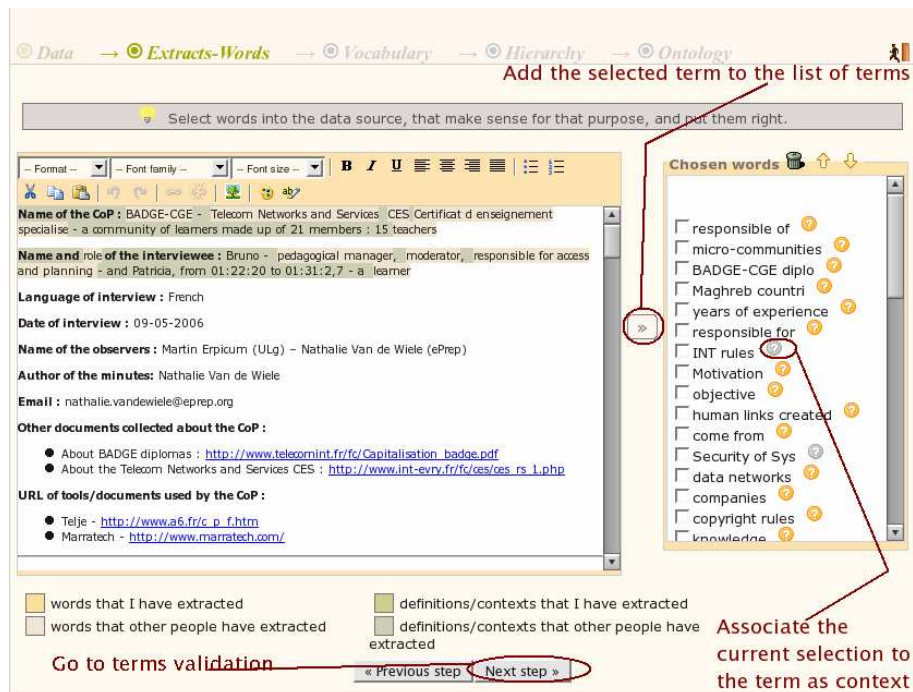 Data → Extracts-Words → Vocabulary → Hierarchy → Ontology
Add the selected term to the list of terms
Select words into the data source, that make sense for that purpose, and put them right.
-- Format -- -- Font family -- -- Font size -- B I U
Chosen words
Name of the CoP : BADGE-CGE - Telecom Networks and Services CES Certificat d enseignement
specialise - a community of learners made up of 21 members : 15 teachers
Name and role of the interviewee : Bruno - pedagogical manager, moderator, responsible for access
and planning - and Patricia, from 01:22:20 to 01:31:2,7 - a learner
Language of interview : French
Date of interview : 09-05-2006
Name of the observers : Martin Erpicum (ULg) – Nathalie Van de Wiele (ePrep)
Author of the minutes: Nathalie Van de Wiele
Email : nathalie.vandewiele@eprep.org
Other documents collected about the CoP :
● About BADGE diplomas : http://www.telecomint.fr/fc/Capitalisation_badge.pdf
● About the Telecom Networks and Services CES : http://www.int-evry.fr/fc/ces/ces_rs_1.php
URL of tools/documents used by the CoP :
● Telje - http://www.a6.fr/c_p_f.htm
● Marratech - http://www.marratech.com/
»
responsible of
micro-communities
BADGE-CGE diplo
Maghreb countri
years of experience
responsible for
INT rules
Motivation
objective
human links created
come from
Security of Sys
data networks
companies
copyright rules
knowledge
words that I have extracted
definitions/contexts that I have extracted
words that other people have extracted
definitions/contexts that other people have
extracted
Go to terms validation
« Previous step Next step »
Associate the
current selection to
the term as context